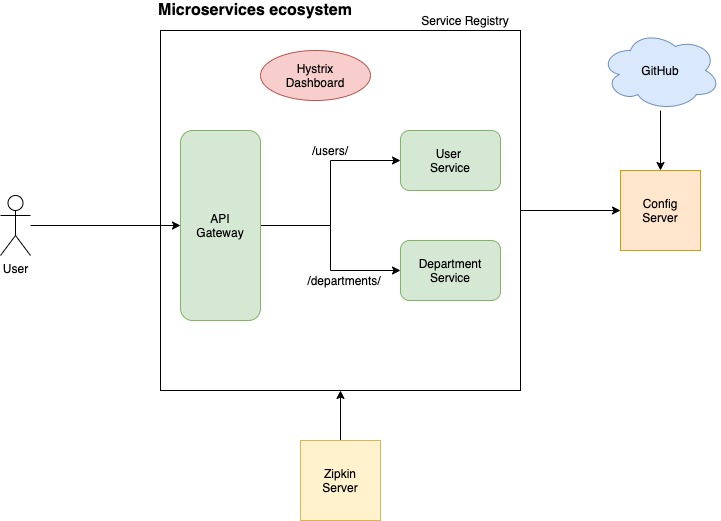 Microservices ecosystem
Service Registry
Hystrix
Dashboard
GitHub
/users/
User
Service
API
Gateway
Config
Server
User
Department
Service
/departments/
Zipkin
Server